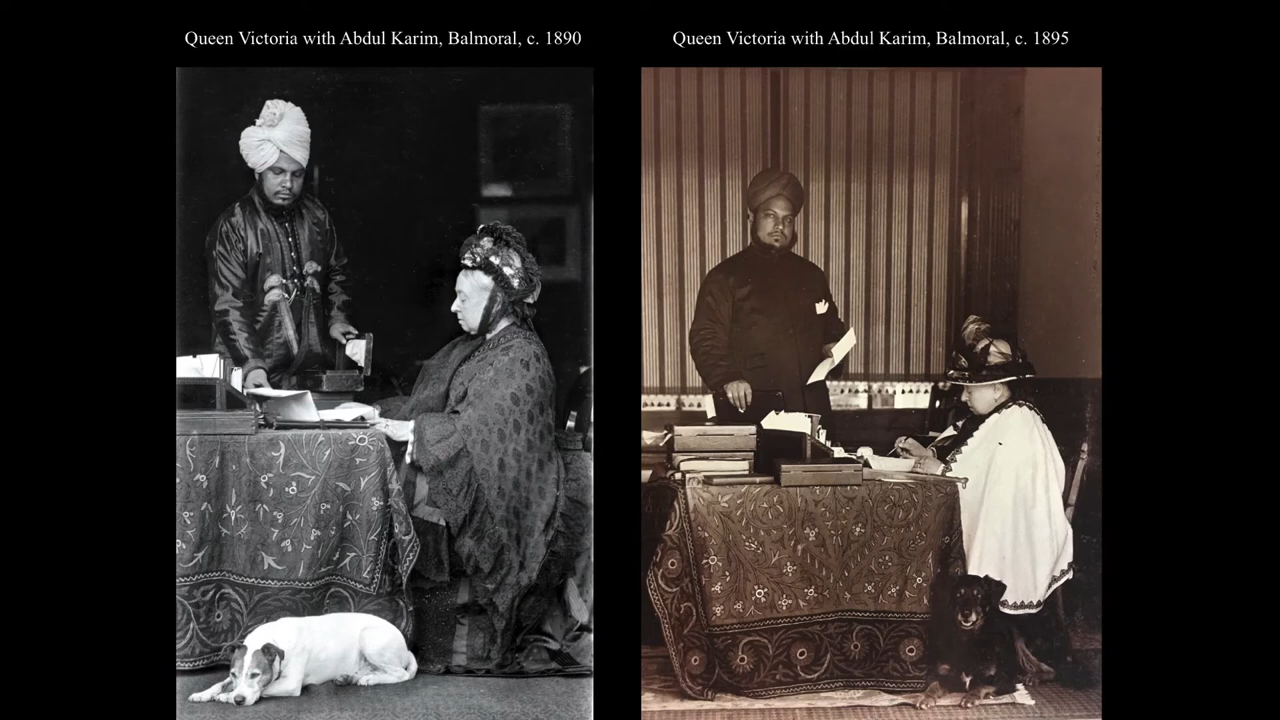 Queen Victoria with Abdul Karim, Balmoral, c. 1890
Queen Victoria with Abdul Karim, Balmoral, c. 1895